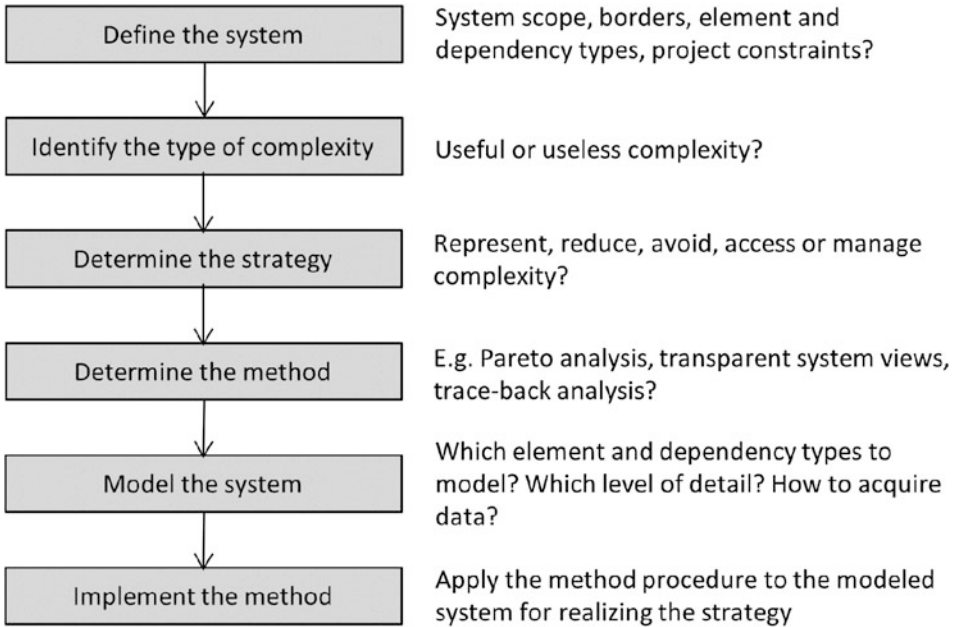 Define the system
System scope, borders, element and
dependency types, project constraints?
Identify the type of complexity
Useful or useless complexity?
Determine the strategy
Represent, reduce, avoid, access or manage
complexity?
Determine the method
E.g. Pareto analysis, transparent system views,
trace-back analysis?
Model the system
Which element and dependency types to
model? Which level of detail? How to acquire
data?
Implement the method
Apply the method procedure to the modeled
system for realizing the strategy